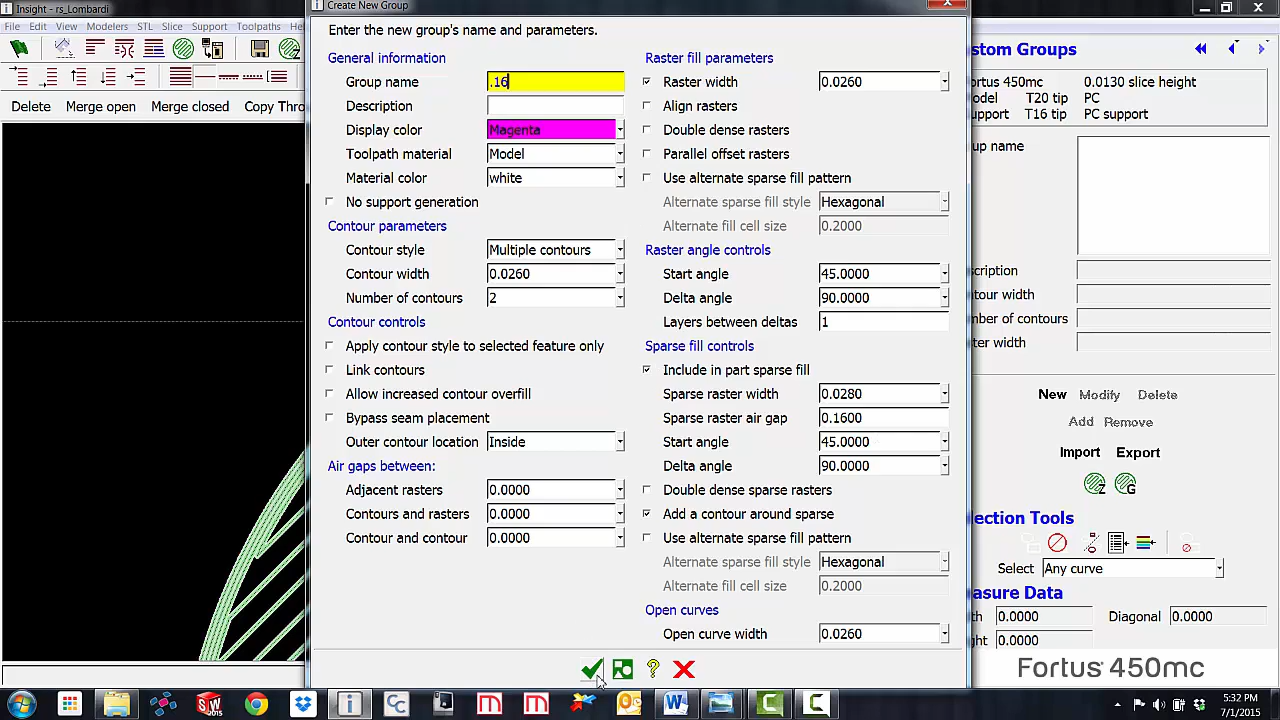 Insight - rs_Lombardi
File Edit View Modelers STL Slice Support Toolpaths
Delete Merge open Merge closed Copy Thro
Create New Group
Enter the new group's name and parameters.
General information
Group name .16
Description
Display color Magenta
Toolpath material Model
Material color white
No support generation
Contour parameters
Contour style Multiple contours
Contour width 0.0260
Number of contours 2
Contour controls
Apply contour style to selected feature only
Link contours
Allow increased contour overfill
Bypass seam placement
Outer contour location Inside
Air gaps between:
Adjacent rasters 0.0000
Contours and rasters 0.0000
Contour and contour 0.0000
Raster fill parameters
Raster width 0.0260
Align rasters
Double dense rasters
Parallel offset rasters
Use alternate sparse fill pattern
Alternate sparse fill style Hexagonal
Alternate fill cell size 0.2000
Raster angle controls
Start angle 45.0000
Delta angle 90.0000
Layers between deltas 1
Sparse fill controls
Include in part sparse fill
Sparse raster width 0.0280
Sparse raster air gap 0.1600
Start angle 45.0000
Delta angle 90.0000
Double dense sparse rasters
Add a contour around sparse
Use alternate sparse fill pattern
Alternate sparse fill style Hexagonal
Alternate fill cell size 0.2000
Open curves
Open curve width 0.0260
stom Groups
ortus 450mc 0.0130 slice height
odel T20 tip PC
upport T16 tip PC support
oup name
scription
ntour width
mber of contours
ster width
New Modify Delete
Add Remove
Import Export
lection Tools
Select Any curve
easure Data
dth 0.0000 Diagonal 0.0000
ight 0.0000
Fortus 450mc
5:32 PM
7/1/2015